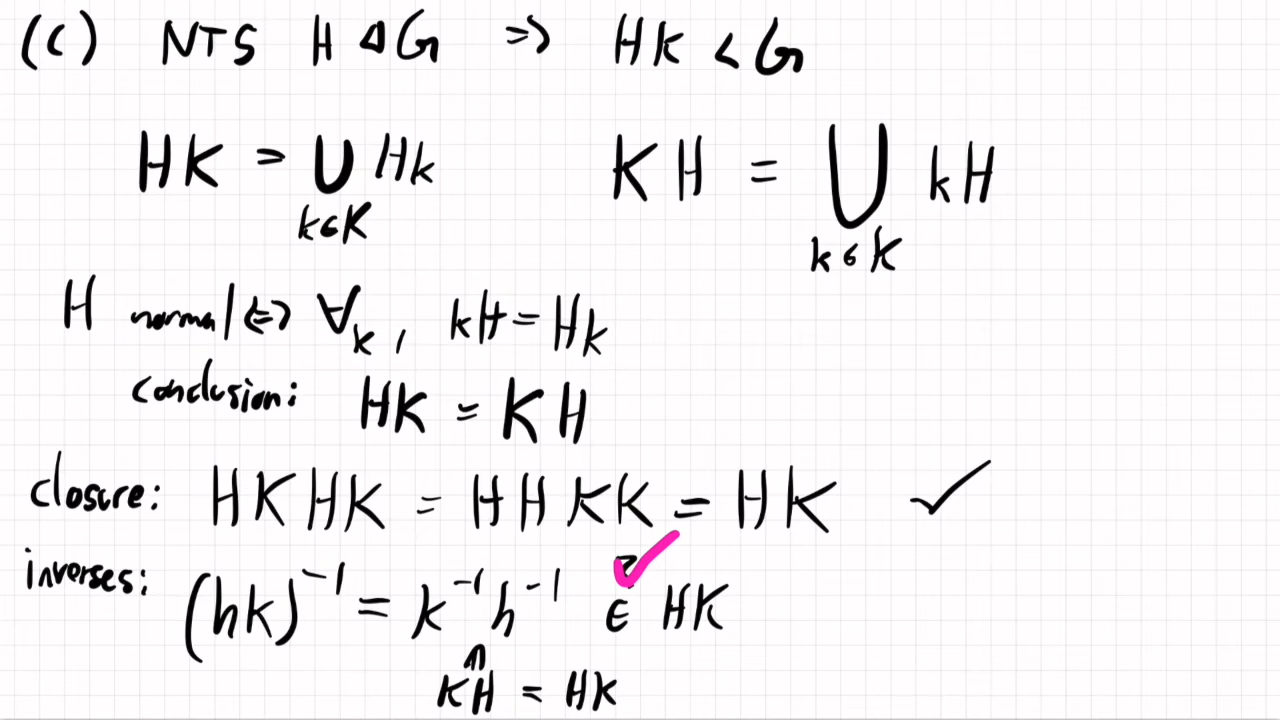 (c) NTS H ⊲ G ⇒ HK < G
HK = ⋃ Hk KH = ⋃ kH
k∈K k∈K
H normal ⇔ ∀k, kH = Hk
conclusion: HK = KH
closure: HKHK = HHKK = HK ✓
inverses: (hk)⁻¹ = k⁻¹h⁻¹ ∈ HK
∩
KH = HK